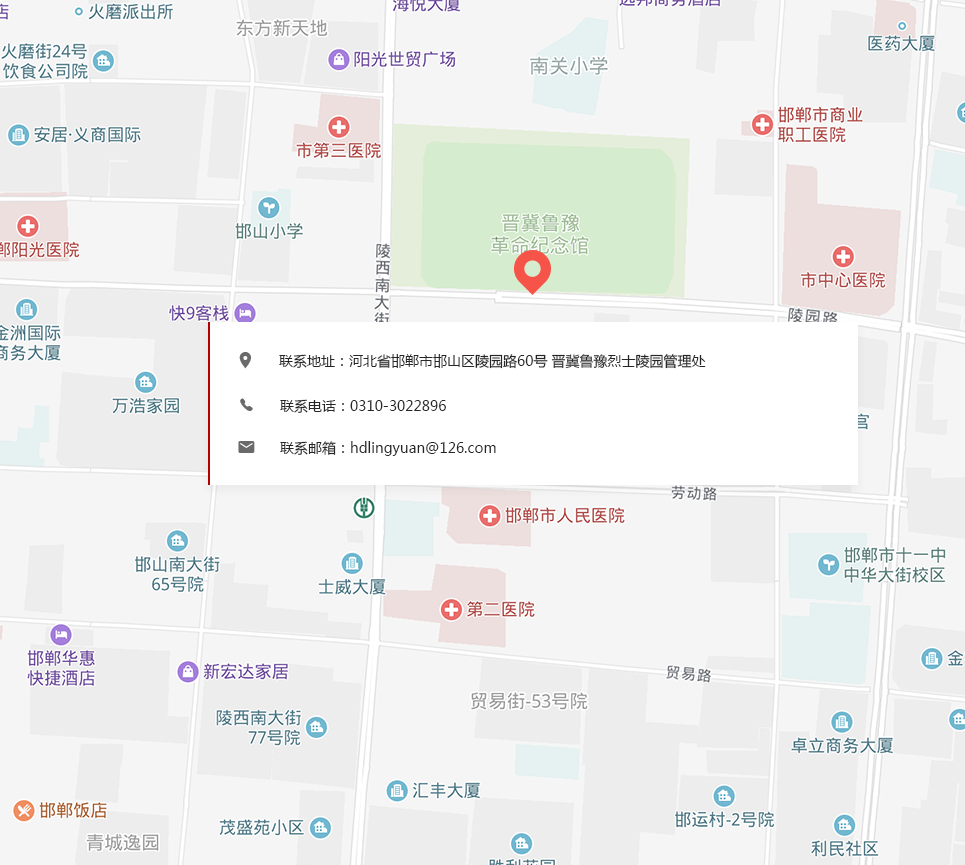 火磨派出所
海悦大厦
东方新天地
火磨街24号
饮食公司院
阳光世贸广场
南关小学
医药大厦
安居·义商国际
市第三医院
邯郸市商业
职工医院
邯山小学
晋冀鲁豫
革命纪念馆
郸阳光医院
陵西南大街
市中心医院
快9客栈
陵园路
金洲国际
商务大厦
联系地址：河北省邯郸市邯山区陵园路60号 晋冀鲁豫烈士陵园管理处
万浩家园
联系电话：0310-3022896
宫
联系邮箱：hdlingyuan@126.com
劳动路
邯郸市人民医院
邯山南大街
65号院
士威大厦
邯郸市十一中
中华大街校区
第二医院
邯郸华惠
快捷酒店
新宏达家居
贸易路
金
贸易街-53号院
陵西南大街
77号院
卓立商务大厦
汇丰大厦
邯郸饭店
茂盛苑小区
邯运村-2号院
青城逸园
利民社区